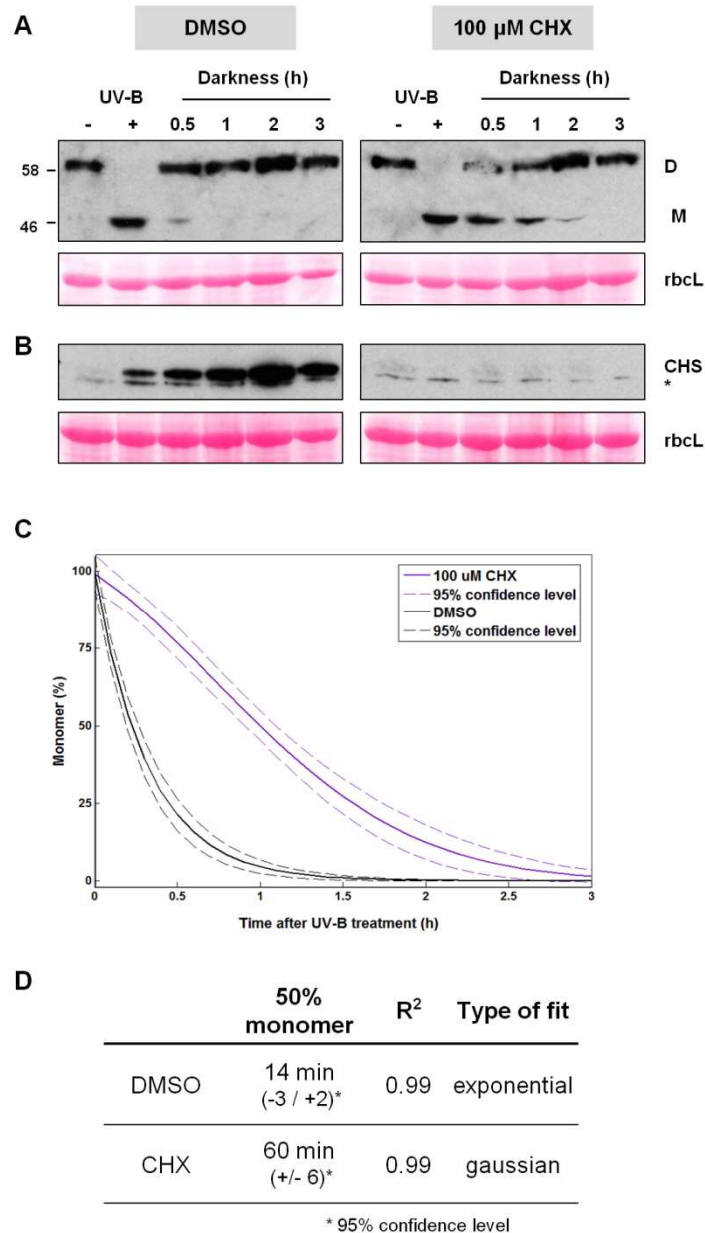 A
DMSO
100 µM CHX
UV-B Darkness (h)
- + 0.5 1 2 3
UV-B Darkness (h)
- + 0.5 1 2 3
58
46
D
M
rbcL
B
CHS
*
rbcL
C
Monomer (%)
100
75
50
25
0
0 0.5 1 1.5 2 2.5 3
Time after UV-B treatment (h)
100 uM CHX
95% confidence level
DMSO
95% confidence level
D
50% monomer R² Type of fit
DMSO 14 min (-3 / +2)* 0.99 exponential
CHX 60 min (+/- 6)* 0.99 gaussian
* 95% confidence level